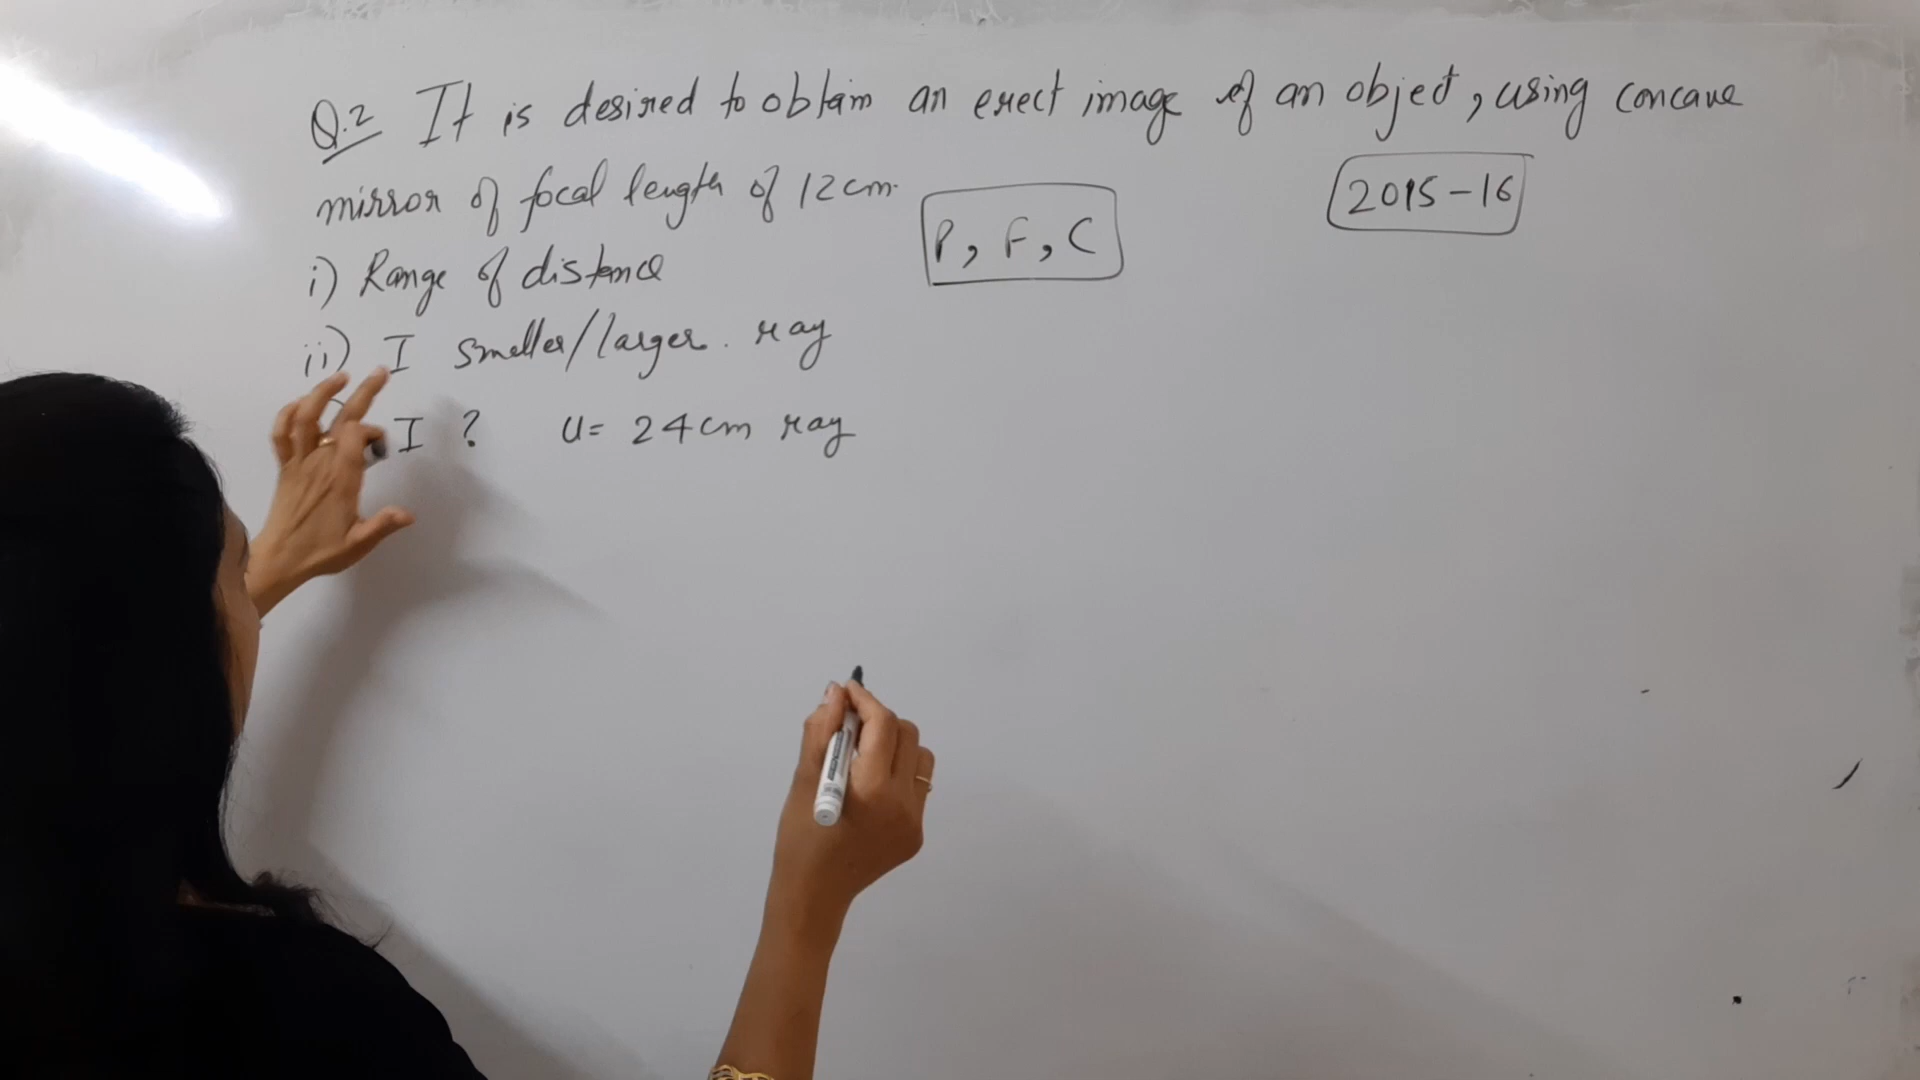 Q.2 It is desired to obtain an erect image of an object, using concave
mirror of focal length of 12cm.
2015-16
P, F, C
i) Range of distance
ii) I smaller/larger. ray
I ? u= 24cm ray